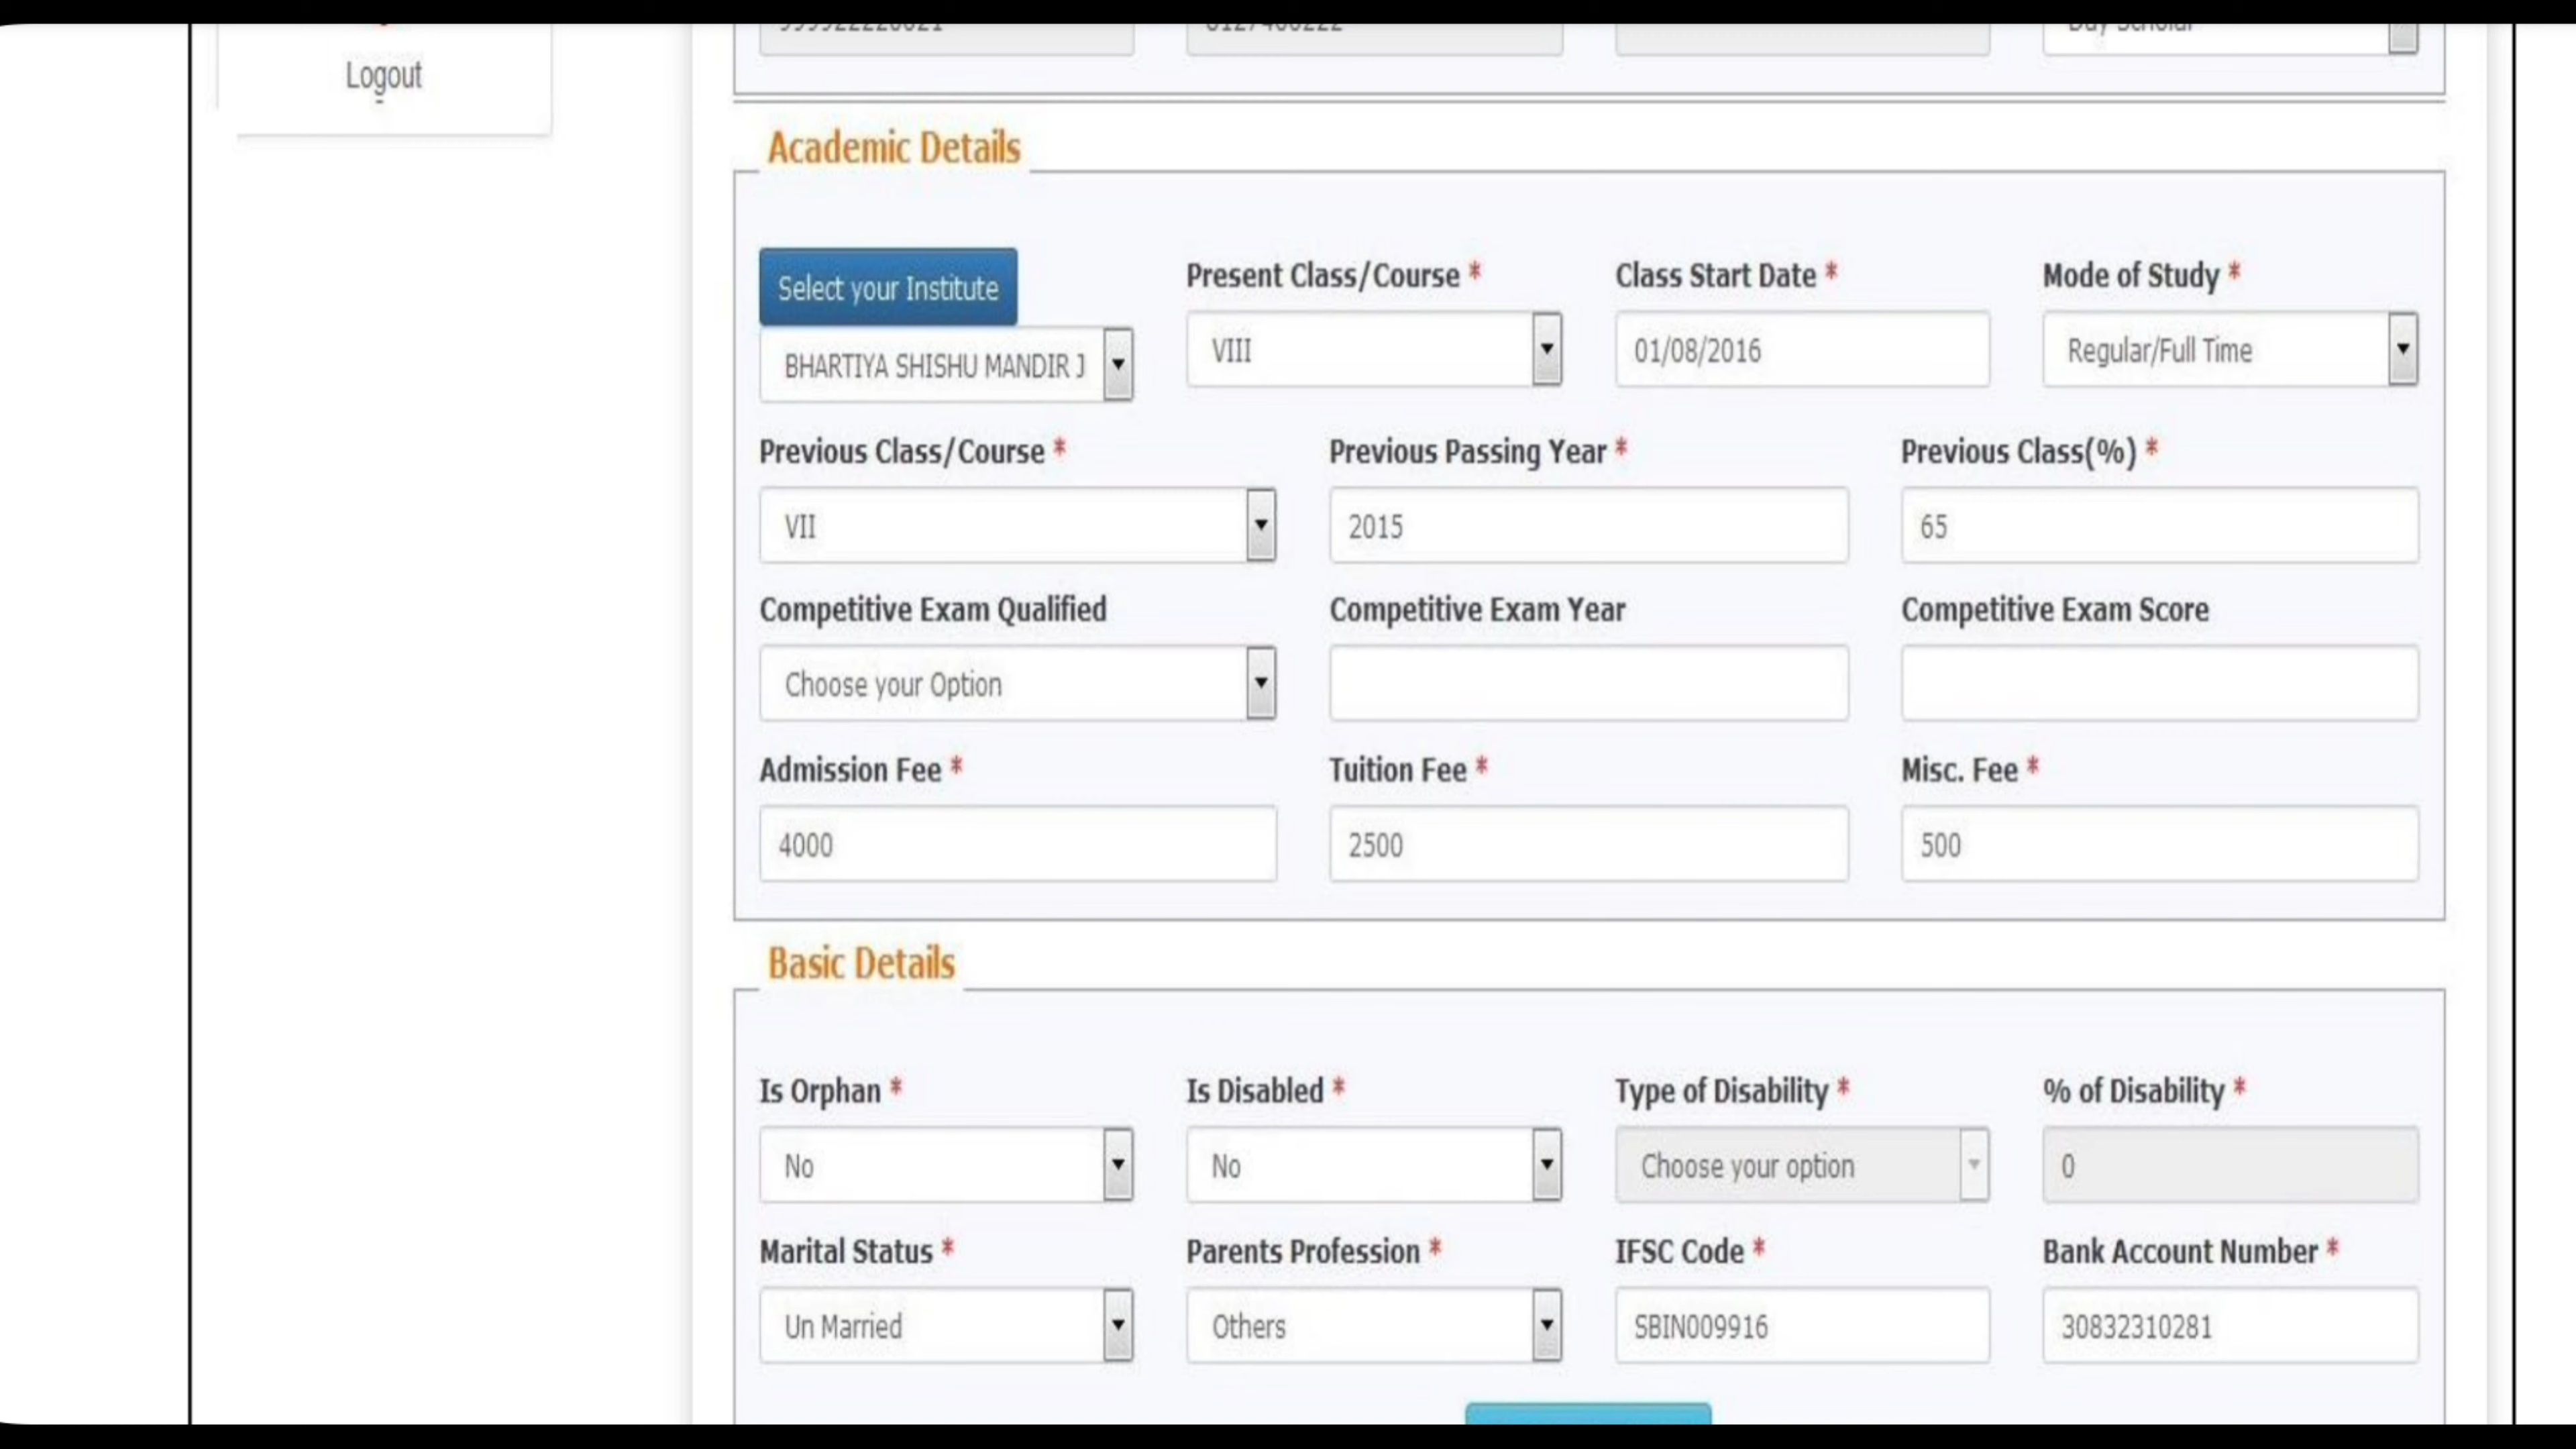 Logout
Academic Details
Select your Institute
Present Class/Course *
Class Start Date *
Mode of Study *
BHARTIYA SHISHU MANDIR J
VIII
01/08/2016
Regular/Full Time
Previous Class/Course *
Previous Passing Year *
Previous Class(%) *
VII
2015
65
Competitive Exam Qualified
Competitive Exam Year
Competitive Exam Score
Choose your Option
Admission Fee *
Tuition Fee *
Misc. Fee *
4000
2500
500
Basic Details
Is Orphan *
Is Disabled *
Type of Disability *
% of Disability *
No
No
Choose your option
0
Marital Status *
Parents Profession *
IFSC Code *
Bank Account Number *
Un Married
Others
SBIN009916
30832310281